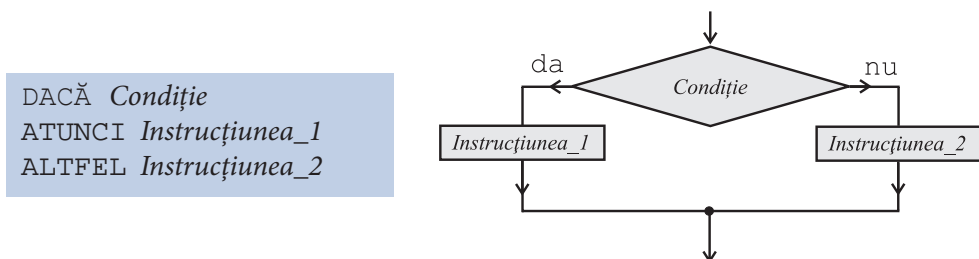 DACĂ Condiție
ATUNCI Instrucțiunea_1
ALTFEL Instrucțiunea_2
da
nu
Condiție
Instrucțiunea_1
Instrucțiunea_2